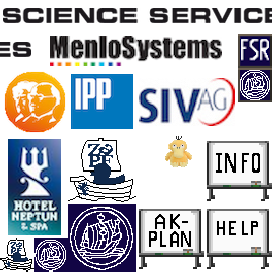 SCIENCE SERVICE
ES MenloSystems
FSR
IPP
SIV AG
INFO
HOTEL
NEPTUN
& SPA
AK-
PLAN
HELP